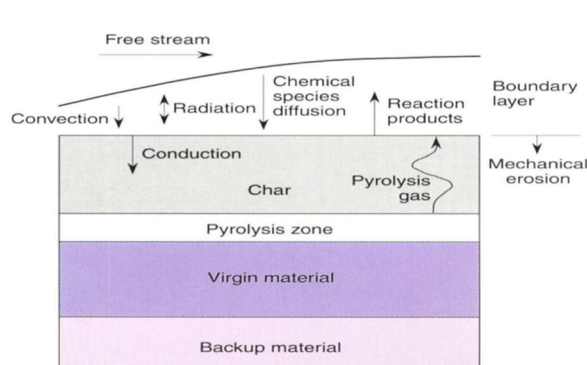 Free stream
Convection
Radiation
Chemical
species
diffusion
Reaction
products
Boundary
layer
Conduction
Char
Pyrolysis
gas
Mechanical
erosion
Pyrolysis zone
Virgin material
Backup material